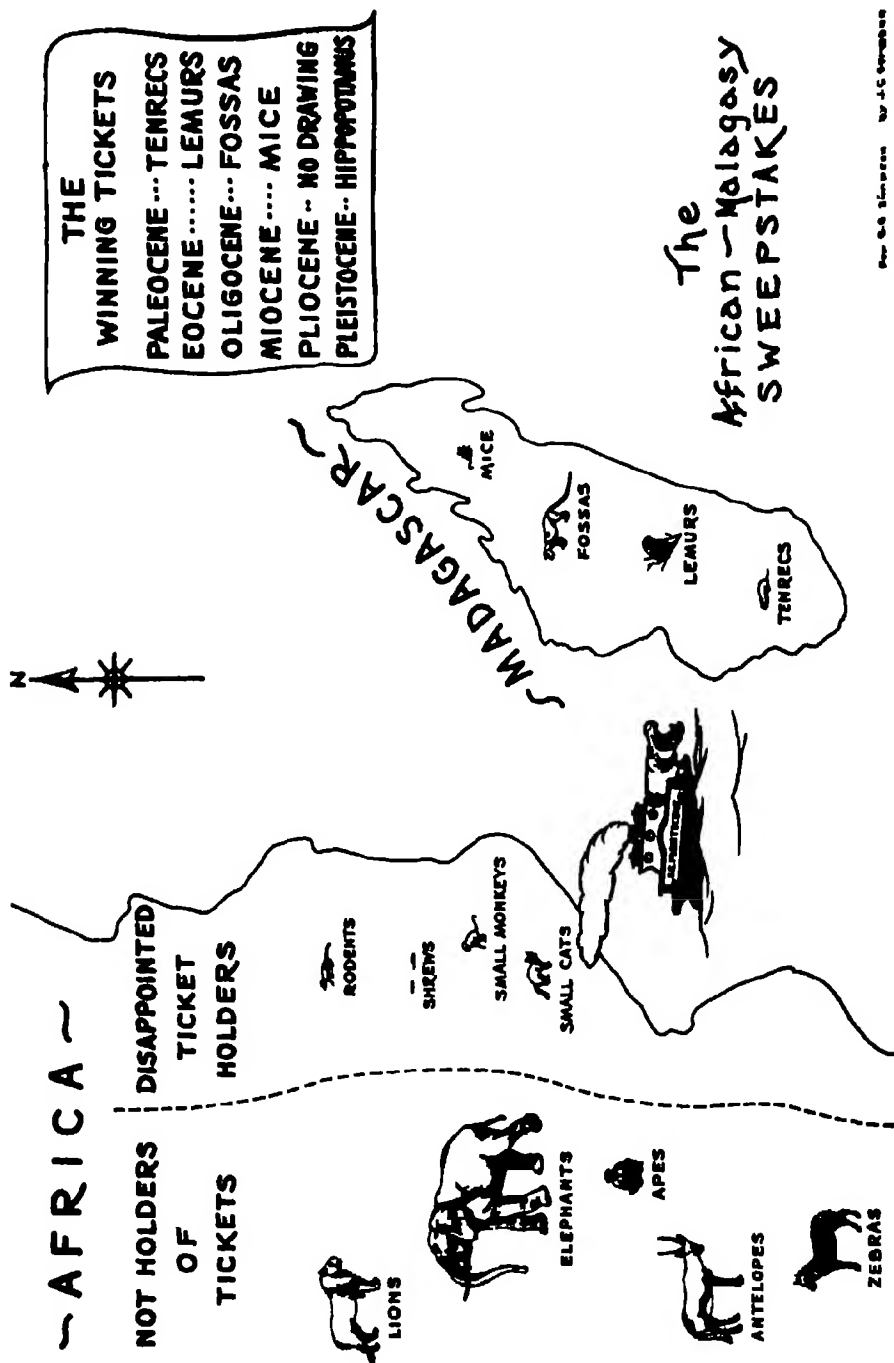 ~ AFRICA ~
NOT HOLDERS
OF
TICKETS
DISAPPOINTED
TICKET
HOLDERS
LIONS
ELEPHANTS
APES
ANTELOPES
ZEBRAS
RODENTS
SHREWS
SMALL MONKEYS
SMALL CATS
N
~ MADAGASCAR ~
MICE
FOSSAS
LEMURS
TENRECS
THE
WINNING TICKETS
PALEOCENE --- TENRECS
EOCENE ------ LEMURS
OLIGOCENE --- FOSSAS
MIOCENE ---- MICE
PLIOCENE -- NO DRAWING
PLEISTOCENE -- HIPPOPOTAMUS
The
African – Malagasy
SWEEPSTAKES